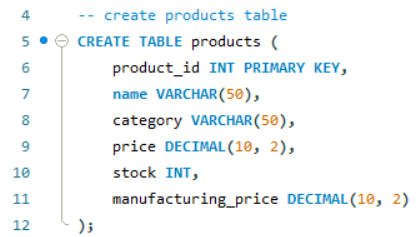 4 -- create products table
5 CREATE TABLE products (
6 product_id INT PRIMARY KEY,
7 name VARCHAR(50),
8 category VARCHAR(50),
9 price DECIMAL(10, 2),
10 stock INT,
11 manufacturing_price DECIMAL(10, 2)
12 );